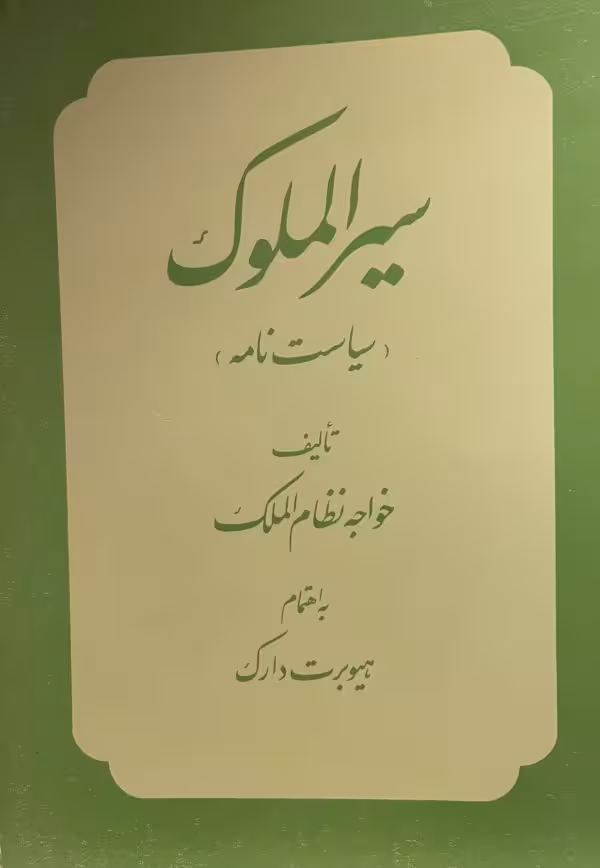 سیر الملوک
(سیاست نامه)
تألیف
خواجه نظام الملک
به اهتمام
هیوبرت دارک